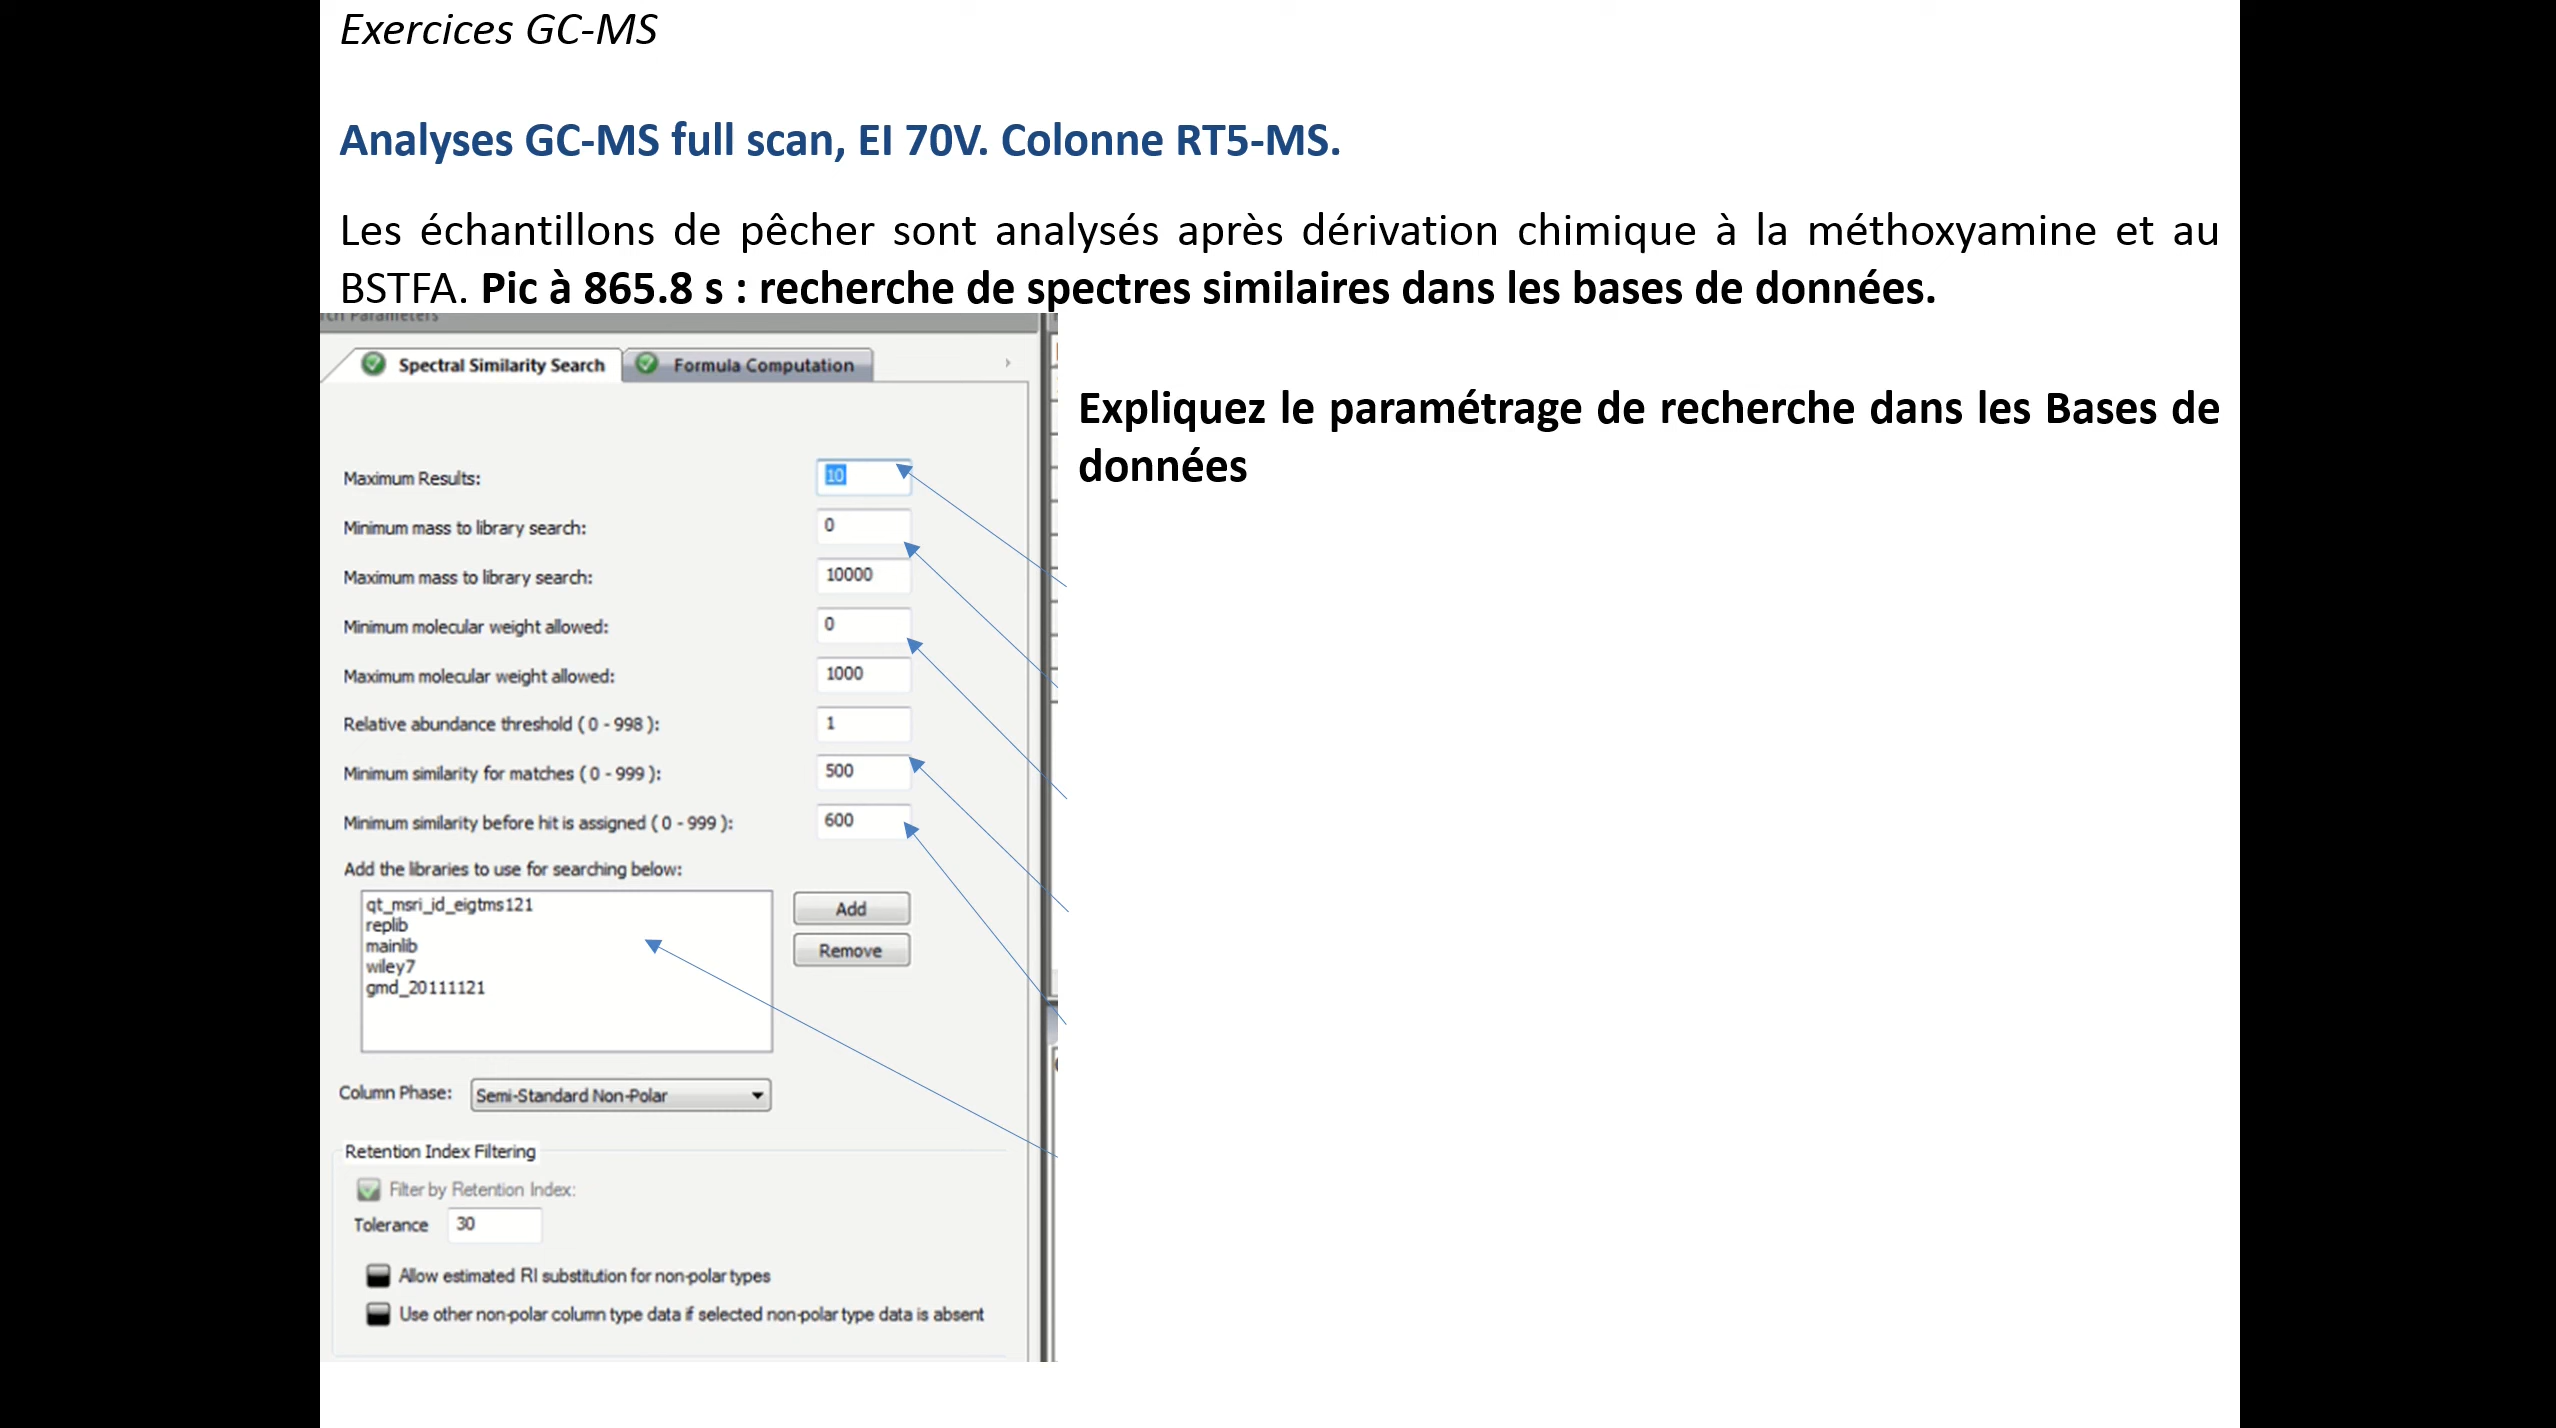 Exercices GC-MS
Analyses GC-MS full scan, EI 70V. Colonne RT5-MS.
Les échantillons de pêcher sont analysés après dérivation chimique à la méthoxyamine et au
BSTFA. Pic à 865.8 s : recherche de spectres similaires dans les bases de données.
Parameters
Spectral Similarity Search
Formula Computation
Expliquez le paramétrage de recherche dans les Bases de
données
Maximum Results: 10
Minimum mass to library search: 0
Maximum mass to library search: 10000
Minimum molecular weight allowed: 0
Maximum molecular weight allowed: 1000
Relative abundance threshold ( 0 - 998 ): 1
Minimum similarity for matches ( 0 - 999 ): 500
Minimum similarity before hit is assigned ( 0 - 999 ): 600
Add the libraries to use for searching below:
qt_msri_id_eigtms121
replib
mainlib
wiley7
gmd_20111121
Add
Remove
Column Phase: Semi-Standard Non-Polar
Retention Index Filtering
Filter by Retention Index:
Tolerance 30
Allow estimated RI substitution for non-polar types
Use other non-polar column type data if selected non-polar type data is absent